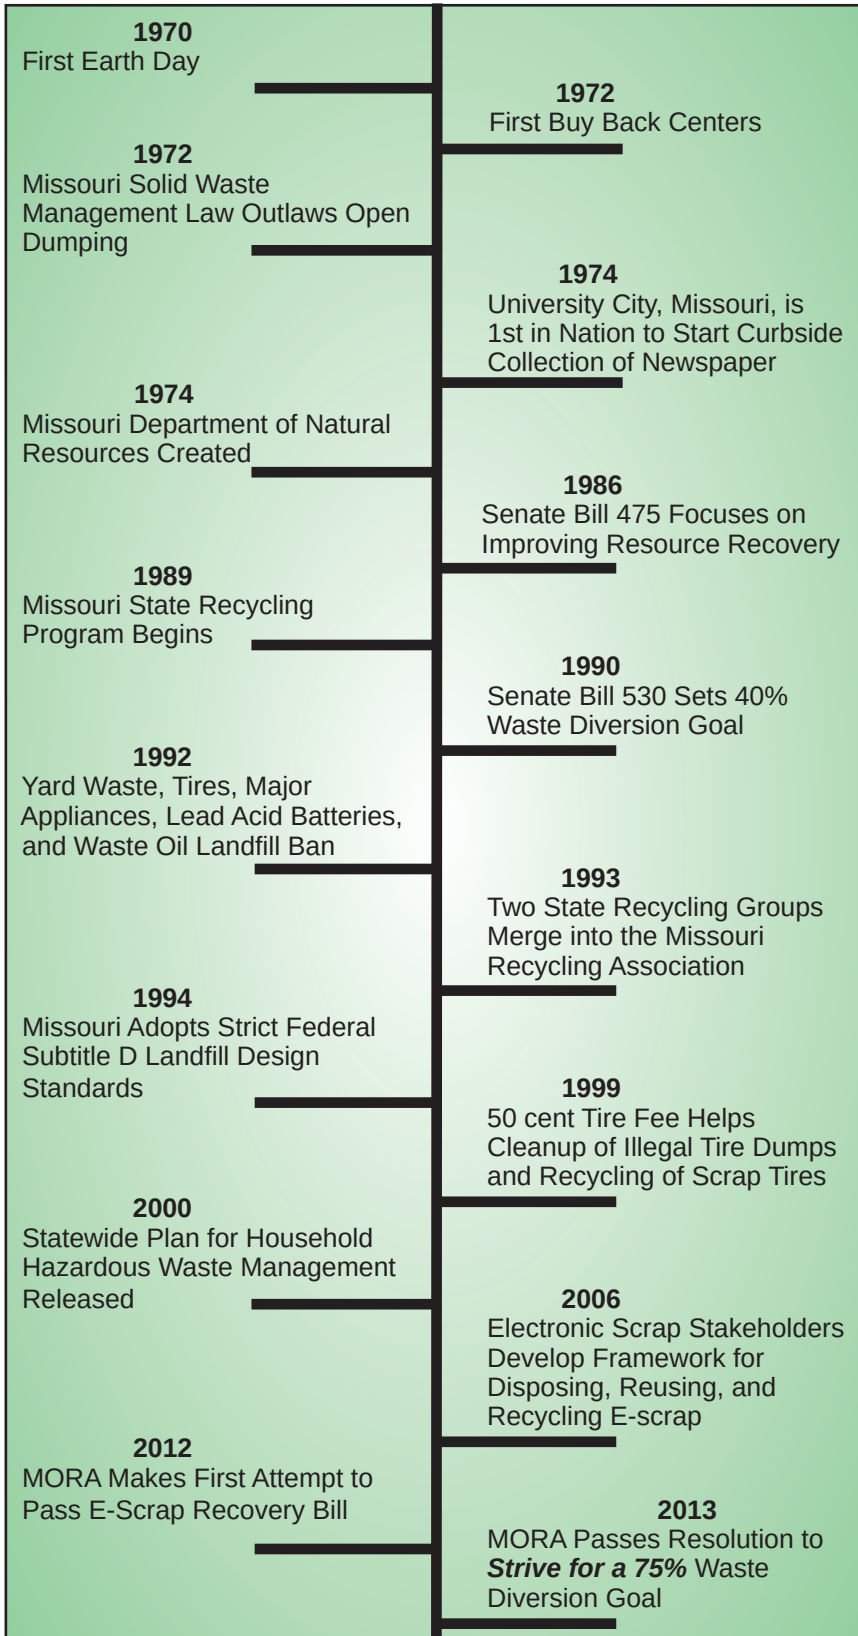 1970
First Earth Day
1972
First Buy Back Centers
1972
Missouri Solid Waste
Management Law Outlaws Open
Dumping
1974
University City, Missouri, is
1st in Nation to Start Curbside
Collection of Newspaper
1974
Missouri Department of Natural
Resources Created
1986
Senate Bill 475 Focuses on
Improving Resource Recovery
1989
Missouri State Recycling
Program Begins
1990
Senate Bill 530 Sets 40%
Waste Diversion Goal
1992
Yard Waste, Tires, Major
Appliances, Lead Acid Batteries,
and Waste Oil Landfill Ban
1993
Two State Recycling Groups
Merge into the Missouri
Recycling Association
1994
Missouri Adopts Strict Federal
Subtitle D Landfill Design
Standards
1999
50 cent Tire Fee Helps
Cleanup of Illegal Tire Dumps
and Recycling of Scrap Tires
2000
Statewide Plan for Household
Hazardous Waste Management
Released
2006
Electronic Scrap Stakeholders
Develop Framework for
Disposing, Reusing, and
Recycling E-scrap
2012
MORA Makes First Attempt to
Pass E-Scrap Recovery Bill
2013
MORA Passes Resolution to
Strive for a 75% Waste
Diversion Goal